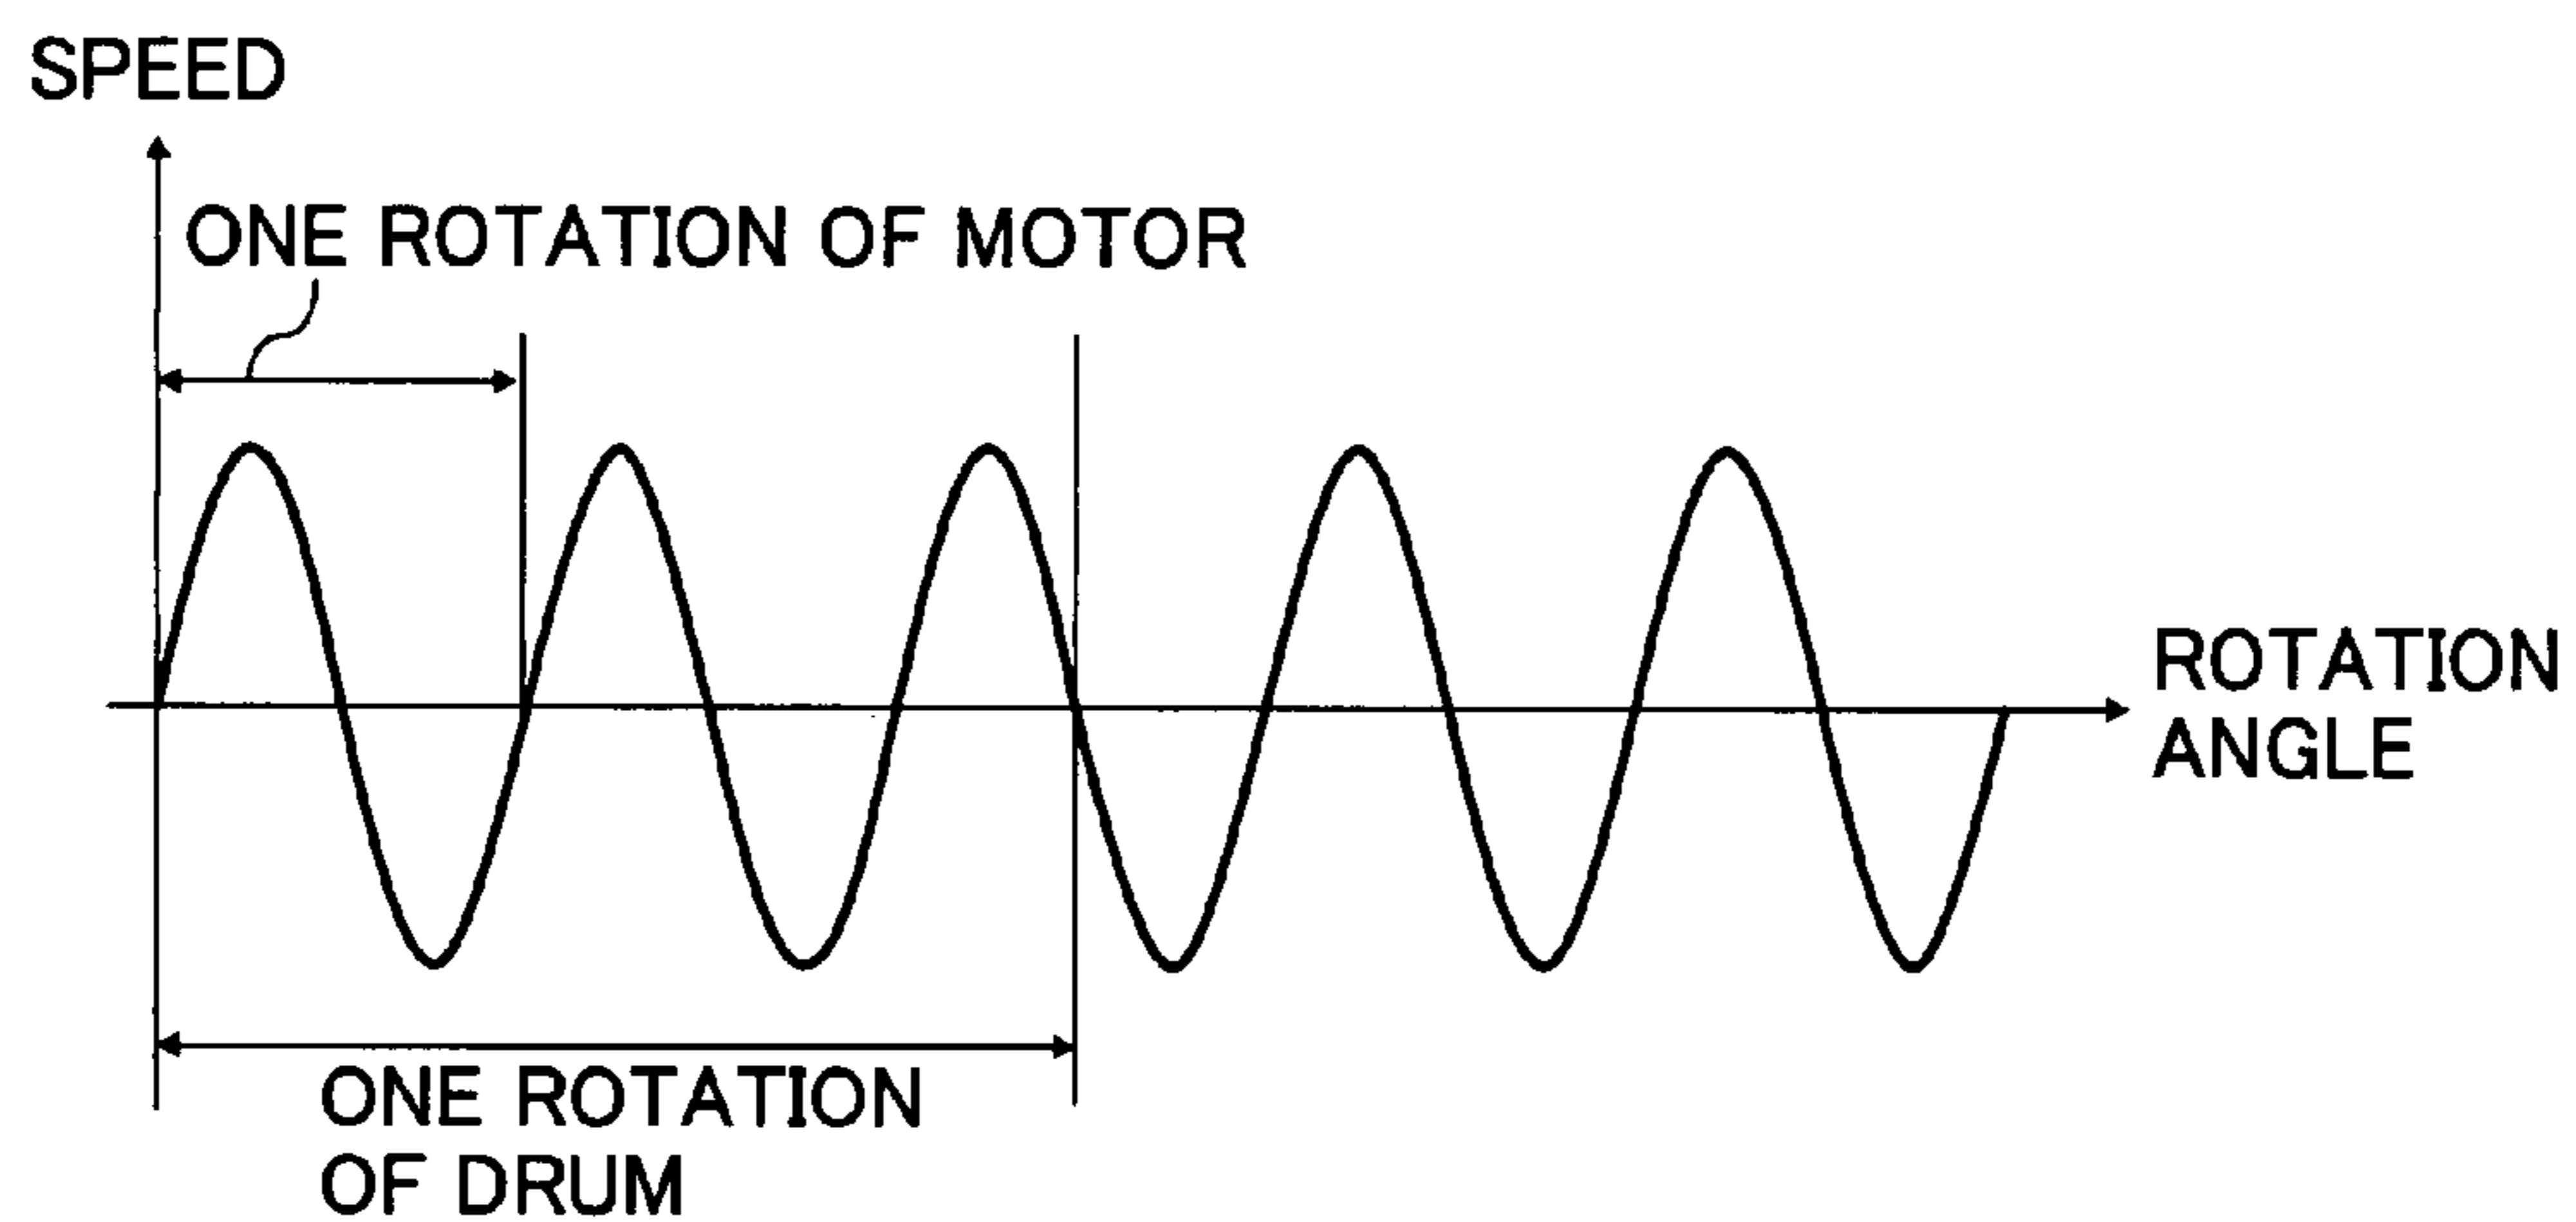 SPEED
ONE ROTATION OF MOTOR
ROTATION
ANGLE
ONE ROTATION
OF DRUM